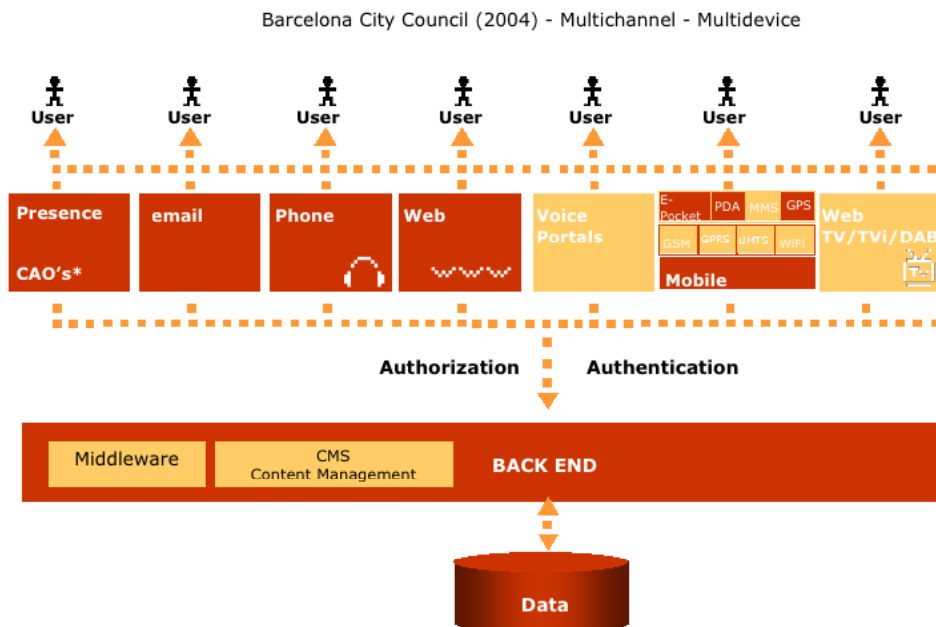 Barcelona City Council (2004) - Multichannel - Multidevice
User User User User User User User
Presence
CAO's*
email
Phone
Web
Voice
Portals
E-
Pocket
PDA
MMS
GPS
GSM
GPRS
UMTS
WiFi
Mobile
Web
TV/TVi/DAB
TV
Authorization Authentication
Middleware
CMS
Content Management
BACK END
Data